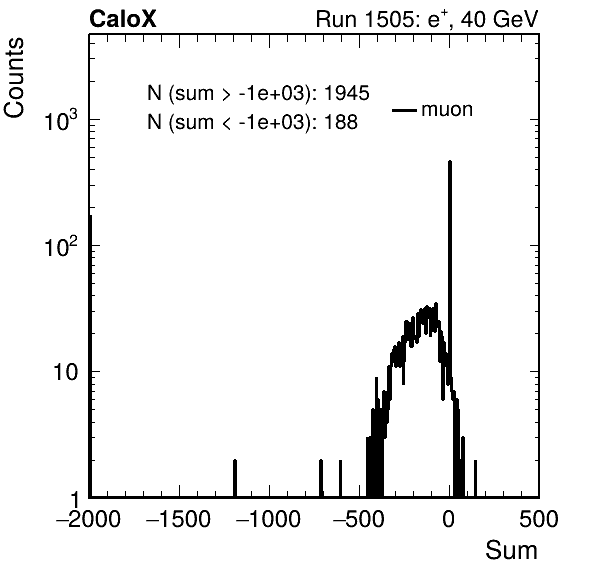 CaloX Run 1505: e⁺, 40 GeV
Counts
N (sum > -1e+03): 1945
N (sum < -1e+03): 188
muon
10³
10²
10
1
−2000 −1500 −1000 −500 0 500
Sum